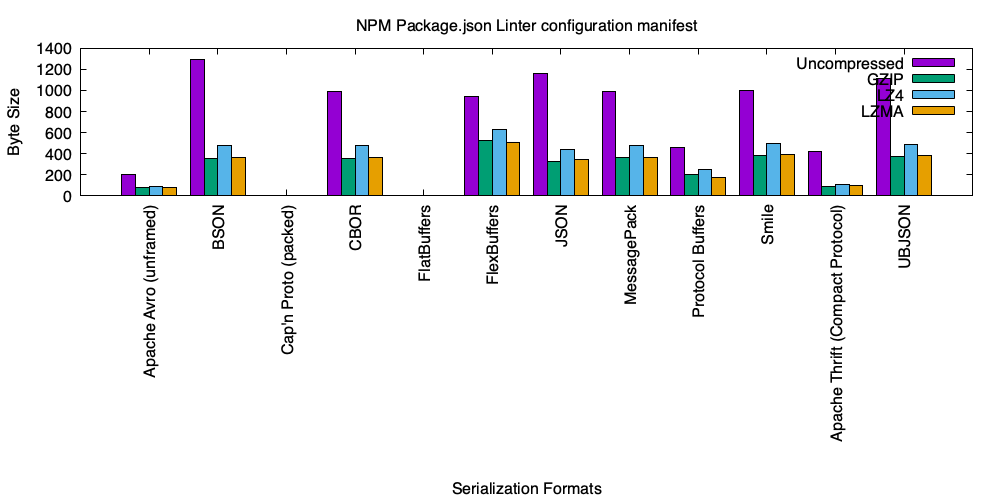 NPM Package.json Linter configuration manifest
Byte Size
1400
1200
1000
800
600
400
200
0
Uncompressed
GZIP
LZ4
LZMA
Apache Avro (unframed)
BSON
Cap'n Proto (packed)
CBOR
FlatBuffers
FlexBuffers
JSON
MessagePack
Protocol Buffers
Smile
Apache Thrift (Compact Protocol)
UBJSON
Serialization Formats